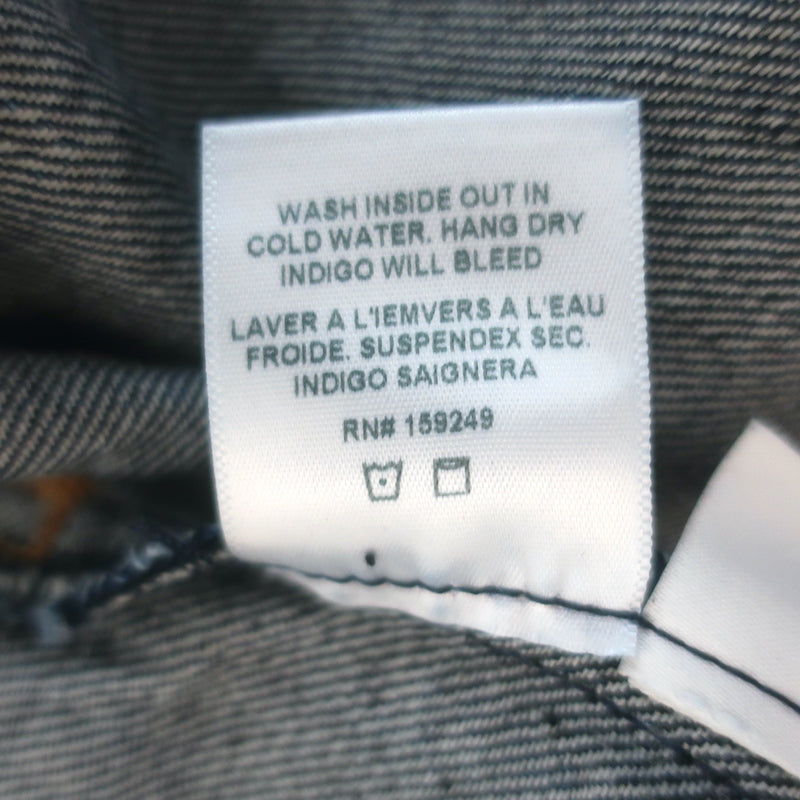 WASH INSIDE OUT IN
COLD WATER. HANG DRY
INDIGO WILL BLEED
LAVER A L'IEMVERS A L'EAU
FROIDE. SUSPENDEX SEC.
INDIGO SAIGNERA
RN# 159249